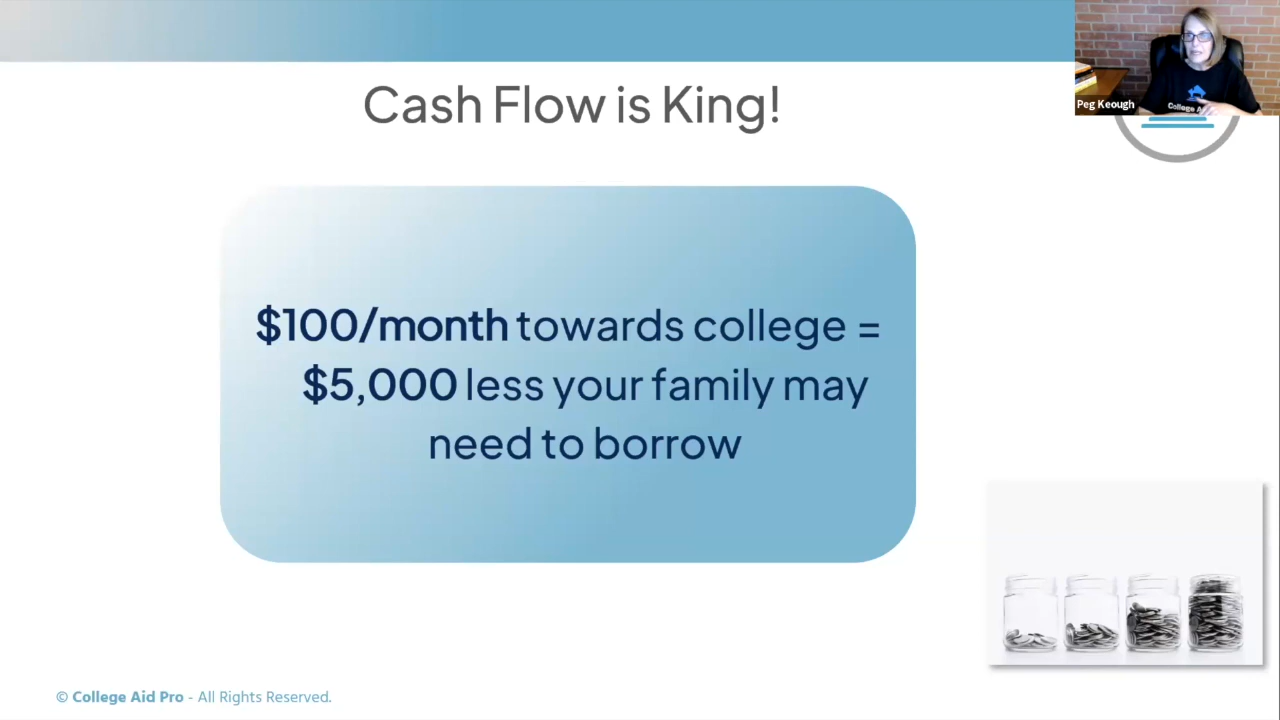 Cash Flow is King!
Peg Keough
College A
$100/month towards college =
$5,000 less your family may
need to borrow
© College Aid Pro - All Rights Reserved.